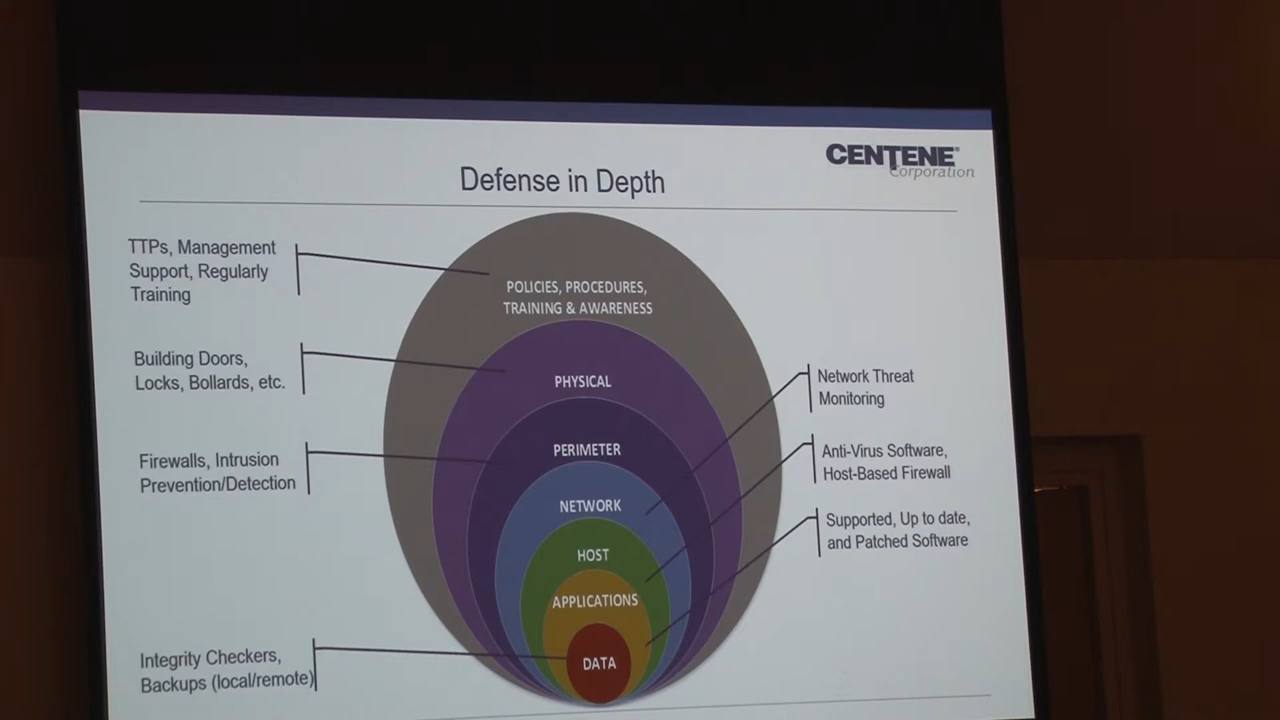 CENTENE®
Corporation
Defense in Depth
TTPs, Management
Support, Regularly
Training
Building Doors,
Locks, Bollards, etc.
Firewalls, Intrusion
Prevention/Detection
Integrity Checkers,
Backups (local/remote)
POLICIES, PROCEDURES,
TRAINING & AWARENESS
PHYSICAL
PERIMETER
NETWORK
HOST
APPLICATIONS
DATA
Network Threat
Monitoring
Anti-Virus Software,
Host-Based Firewall
Supported, Up to date,
and Patched Software